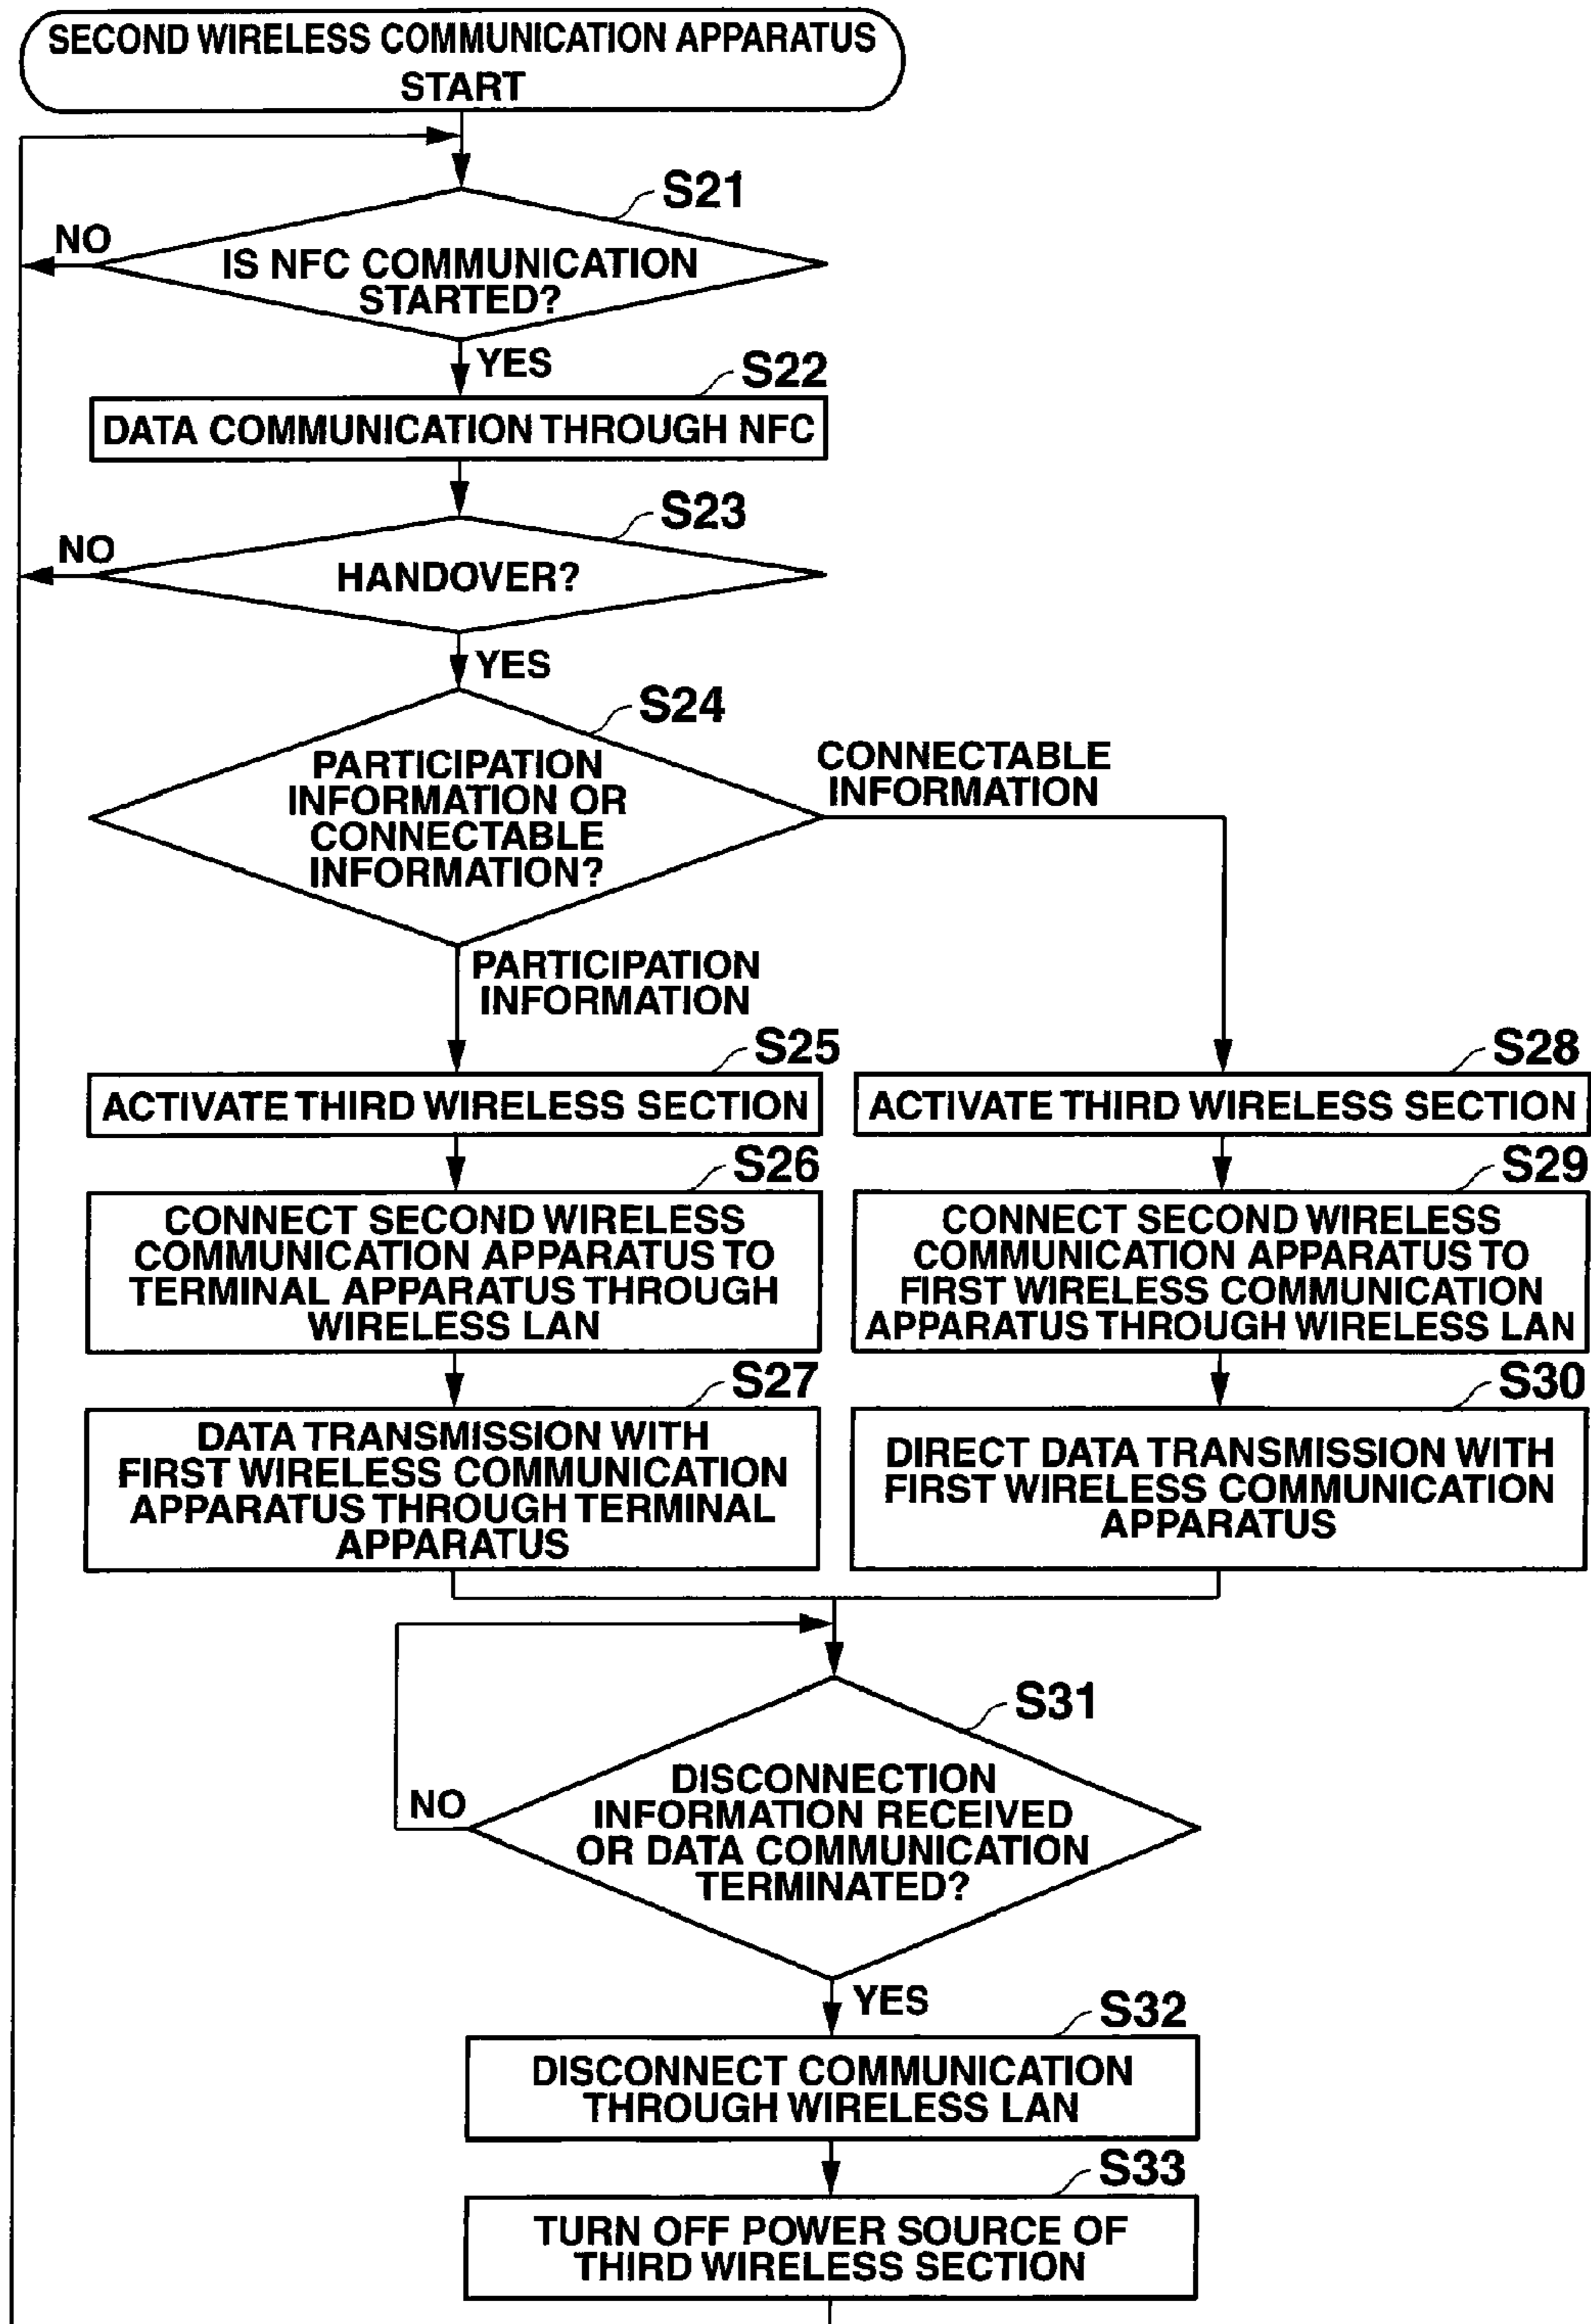 SECOND WIRELESS COMMUNICATION APPARATUS
START
S21
NO
IS NFC COMMUNICATION
STARTED?
YES
S22
DATA COMMUNICATION THROUGH NFC
S23
NO
HANDOVER?
YES
S24
PARTICIPATION
INFORMATION OR
CONNECTABLE
INFORMATION?
CONNECTABLE
INFORMATION
PARTICIPATION
INFORMATION
S25
ACTIVATE THIRD WIRELESS SECTION
S28
ACTIVATE THIRD WIRELESS SECTION
S26
CONNECT SECOND WIRELESS
COMMUNICATION APPARATUS TO
TERMINAL APPARATUS THROUGH
WIRELESS LAN
S29
CONNECT SECOND WIRELESS
COMMUNICATION APPARATUS TO
FIRST WIRELESS COMMUNICATION
APPARATUS THROUGH WIRELESS LAN
S27
DATA TRANSMISSION WITH
FIRST WIRELESS COMMUNICATION
APPARATUS THROUGH TERMINAL
APPARATUS
S30
DIRECT DATA TRANSMISSION WITH
FIRST WIRELESS COMMUNICATION
APPARATUS
S31
NO
DISCONNECTION
INFORMATION RECEIVED
OR DATA COMMUNICATION
TERMINATED?
YES
S32
DISCONNECT COMMUNICATION
THROUGH WIRELESS LAN
S33
TURN OFF POWER SOURCE OF
THIRD WIRELESS SECTION